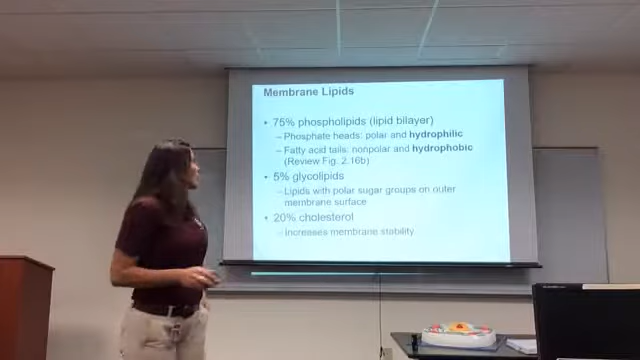 Membrane Lipids
• 75% phospholipids (lipid bilayer)
– Phosphate heads: polar and hydrophilic
– Fatty acid tails: nonpolar and hydrophobic
(Review Fig. 2.16b)
• 5% glycolipids
– Lipids with polar sugar groups on outer
membrane surface
• 20% cholesterol
– Increases membrane stability